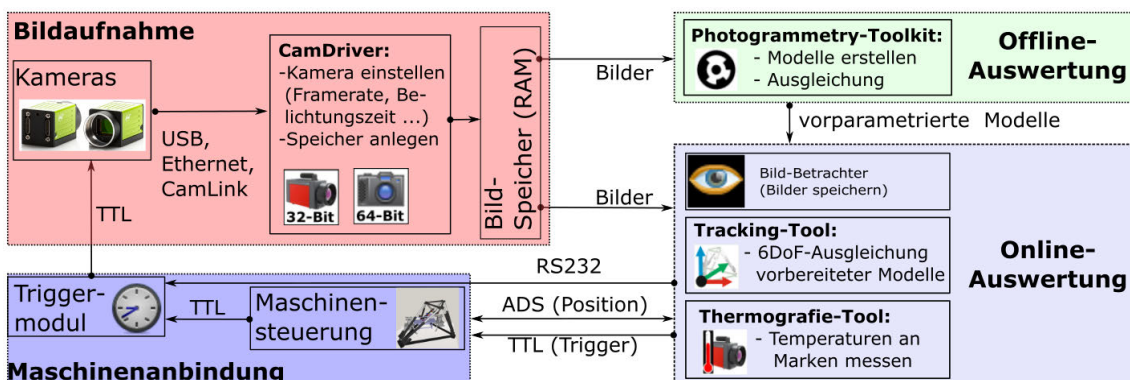 Bildaufnahme
Kameras
USB,
Ethernet,
CamLink
CamDriver:
-Kamera einstellen
(Framerate, Be-
lichtungszeit ...)
-Speicher anlegen
32-Bit
64-Bit
Bild-
Speicher (RAM)
Bilder
Bilder
Photogrammetry-Toolkit:
- Modelle erstellen
- Ausgleichung
Offline-
Auswertung
vorparametrierte Modelle
Bild-Betrachter
(Bilder speichern)
Tracking-Tool:
- 6DoF-Ausgleichung
vorbereiteter Modelle
Thermografie-Tool:
- Temperaturen an
Marken messen
Online-
Auswertung
TTL
RS232
ADS (Position)
TTL (Trigger)
Trigger-
modul
TTL
Maschinen-
steuerung
Maschinenanbindung